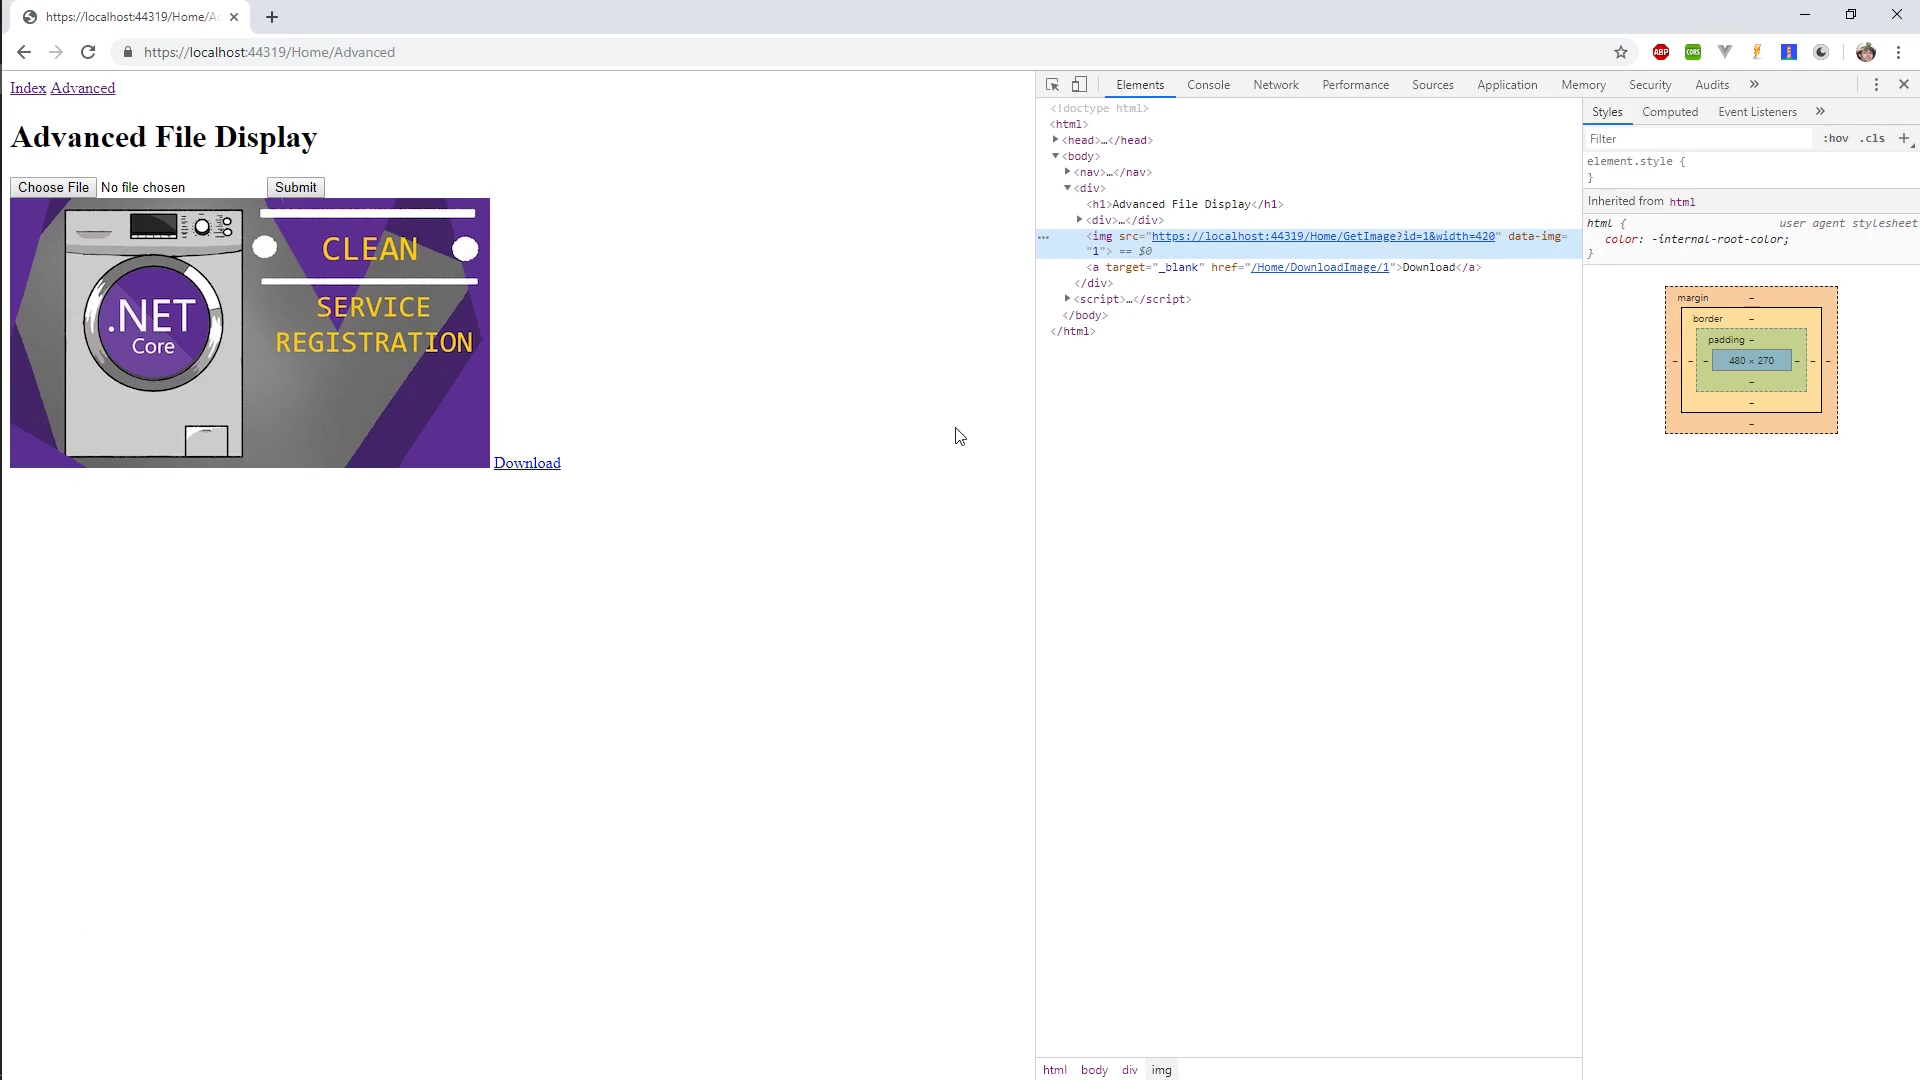 https://localhost:44319/Home/Ad
https://localhost:44319/Home/Advanced
ABP
CORS
Index Advanced
Advanced File Display
Choose File No file chosen Submit
CLEAN
SERVICE
REGISTRATION
.NET
Core
Download
Elements Console Network Performance Sources Application Memory Security Audits »
<!doctype html>
<html>
<head>…</head>
<body>
<nav>…</nav>
<div>
<h1>Advanced File Display</h1>
<div>…</div>
<img src="https://localhost:44319/Home/GetImage?id=1&width=420" data-img=
"1"> == $0
<a target="_blank" href="/Home/DownloadImage/1">Download</a>
</div>
<script>…</script>
</body>
</html>
html body div img
Styles Computed Event Listeners »
Filter :hov .cls +
element.style {
}
Inherited from html
html { user agent stylesheet
color: -internal-root-color;
}
margin –
border –
padding –
– – – 480 × 270 – – –
–
–
–